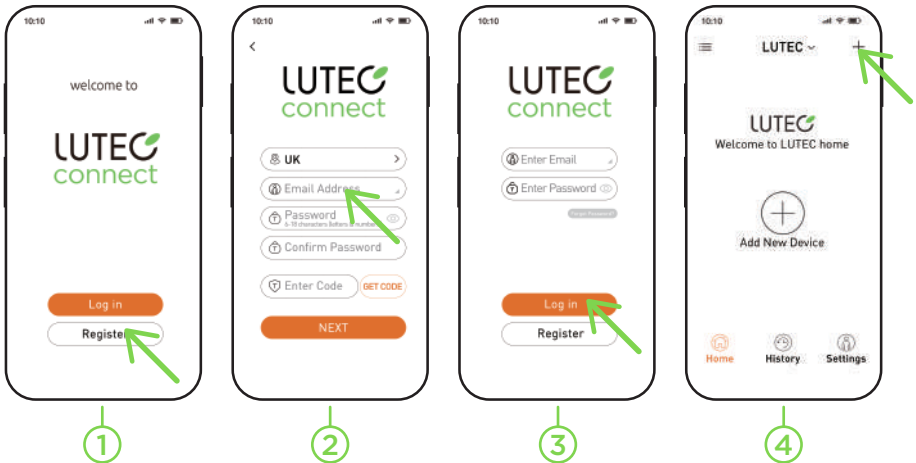 10:10
welcome to
LUTEC
connect
Log in
Register
1
10:10
LUTEC
connect
UK
Email Address
Password
6-18 characters (letters & number
Confirm Password
Enter Code
GET CODE
NEXT
2
10:10
LUTEC
connect
Enter Email
Enter Password
Forget Password?
Log in
Register
3
10:10
LUTEC
LUTEC
Welcome to LUTEC home
Add New Device
Home
History
Settings
4